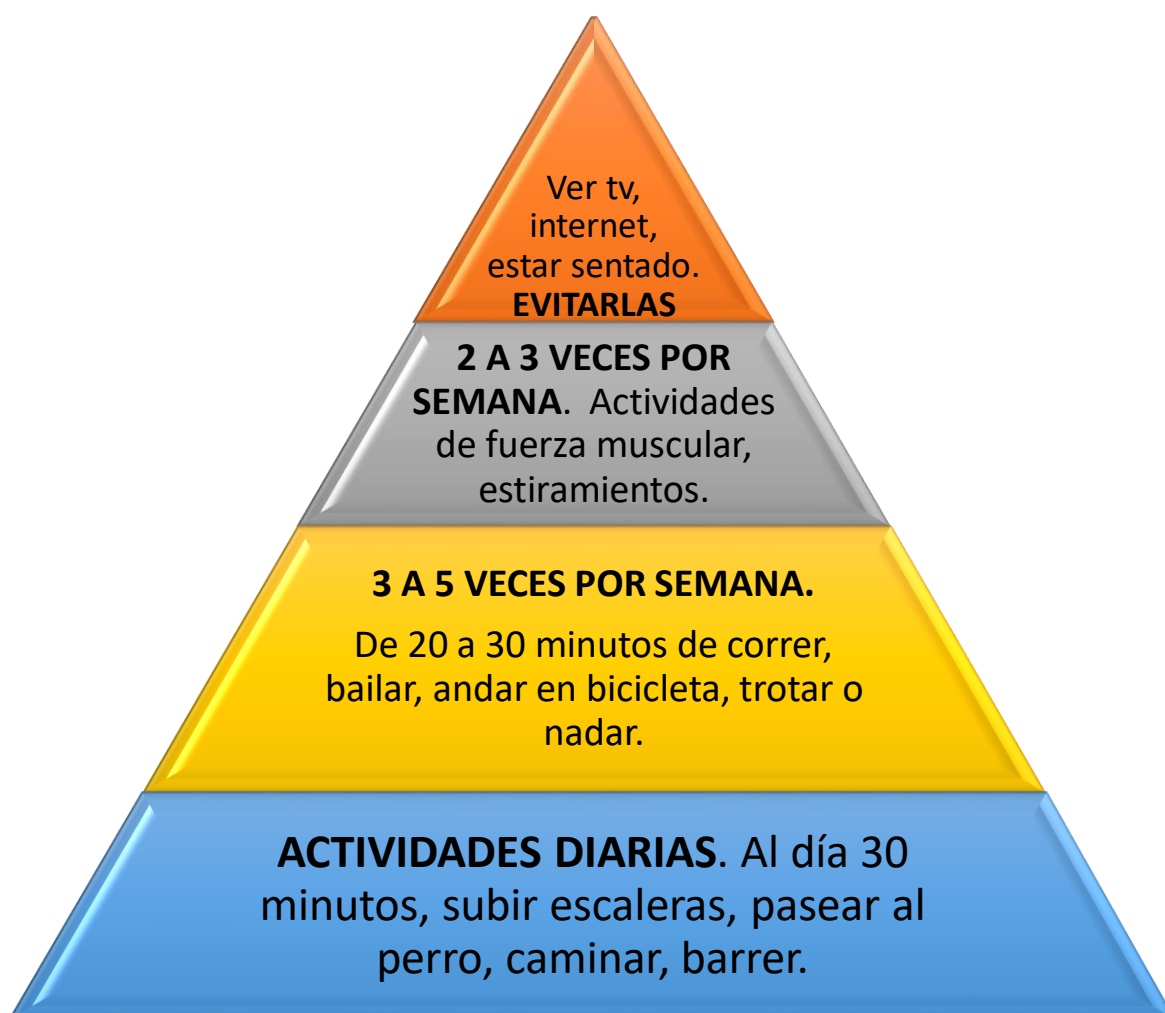 Ver tv,
internet,
estar sentado.
EVITARLAS
2 A 3 VECES POR
SEMANA. Actividades
de fuerza muscular,
estiramientos.
3 A 5 VECES POR SEMANA.
De 20 a 30 minutos de correr,
bailar, andar en bicicleta, trotar o
nadar.
ACTIVIDADES DIARIAS. Al día 30
minutos, subir escaleras, pasear al
perro, caminar, barrer.